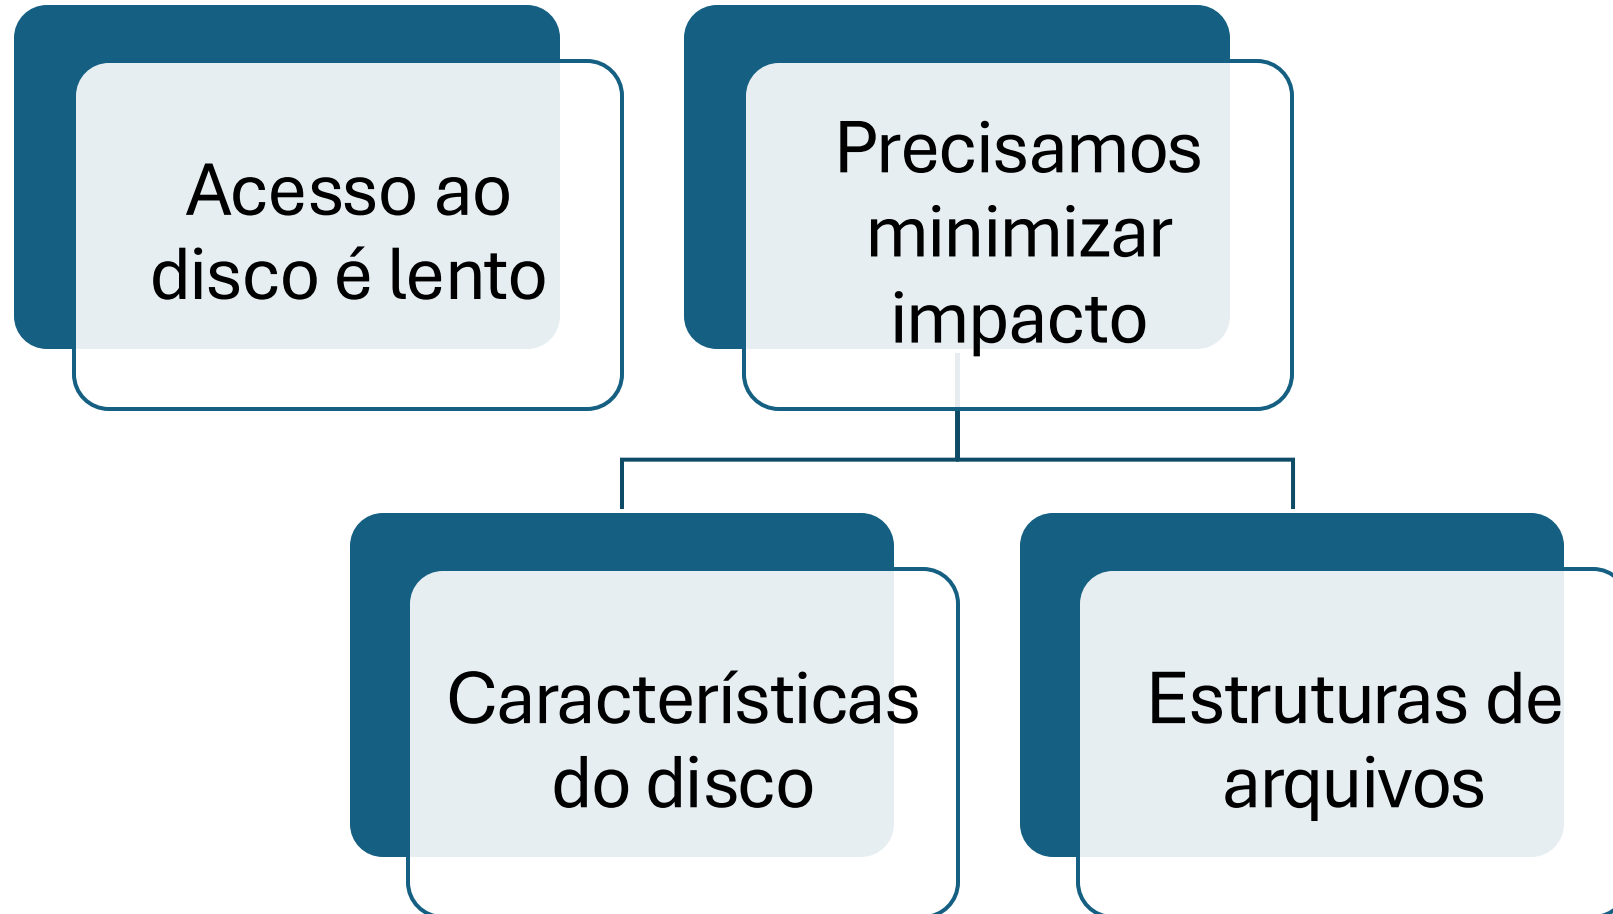 Acesso ao
disco é lento
Precisamos
minimizar
impacto
Características
do disco
Estruturas de
arquivos